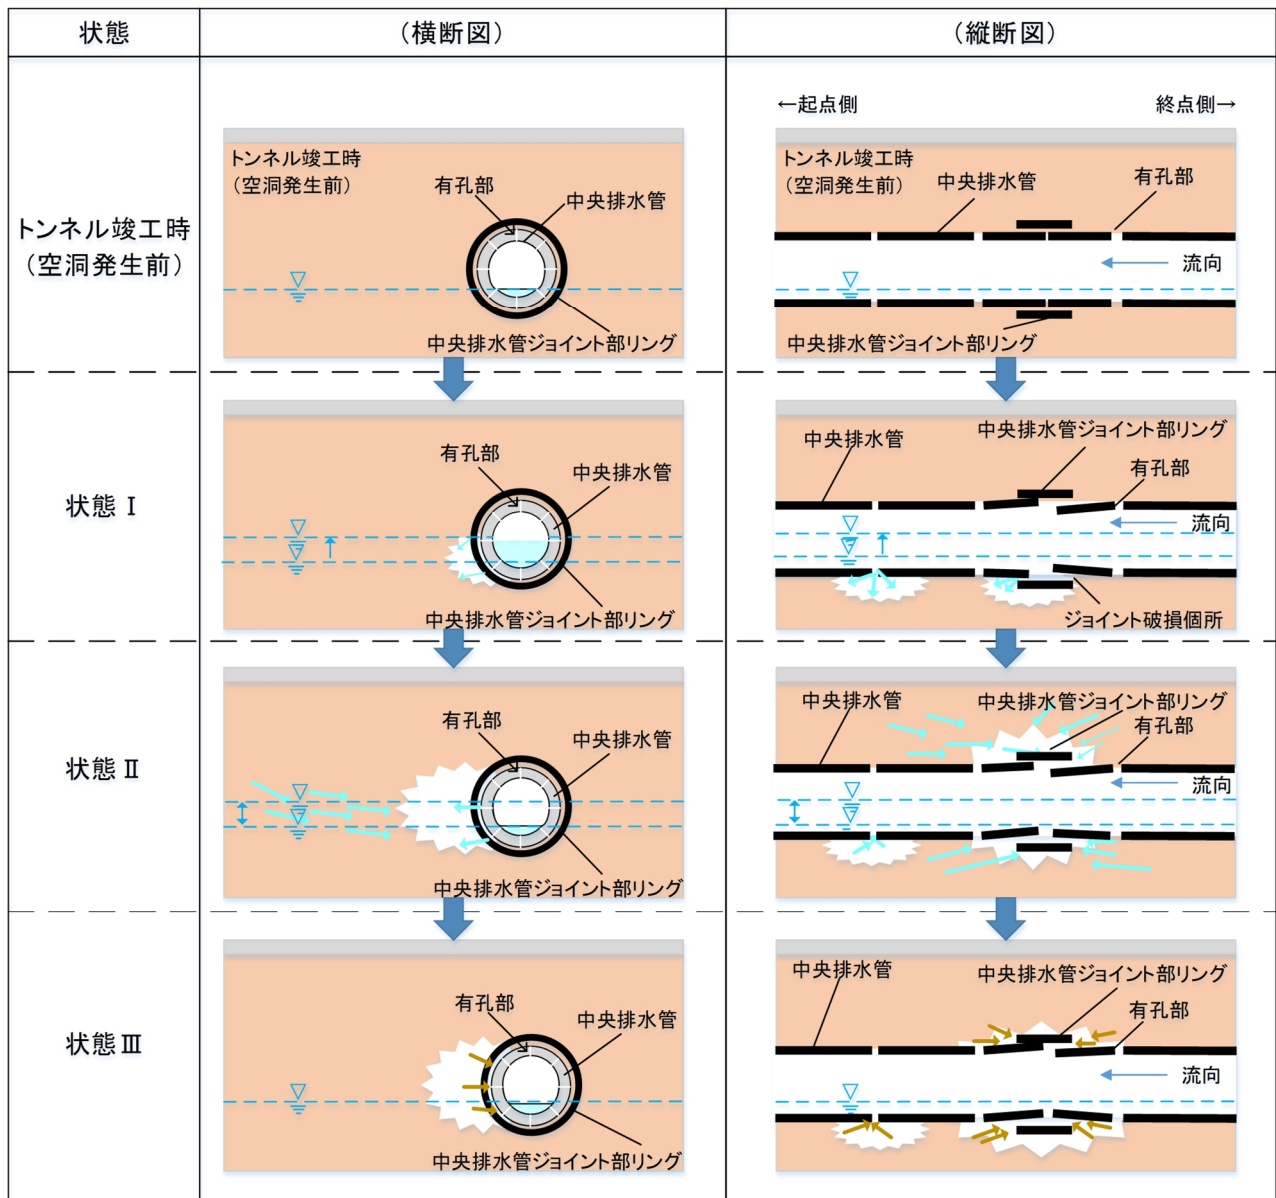 状態
（横断図）
（縦断図）
トンネル竣工時
（空洞発生前）
トンネル竣工時
（空洞発生前）
有孔部
中央排水管
中央排水管ジョイント部リング
←起点側
終点側→
トンネル竣工時
（空洞発生前）
中央排水管
有孔部
流向
中央排水管ジョイント部リング
状態Ⅰ
有孔部
中央排水管
中央排水管ジョイント部リング
中央排水管ジョイント部リング
中央排水管
有孔部
流向
ジョイント破損個所
状態Ⅱ
有孔部
中央排水管
中央排水管ジョイント部リング
中央排水管
中央排水管ジョイント部リング
有孔部
流向
状態Ⅲ
有孔部
中央排水管
中央排水管ジョイント部リング
中央排水管
中央排水管ジョイント部リング
有孔部
流向